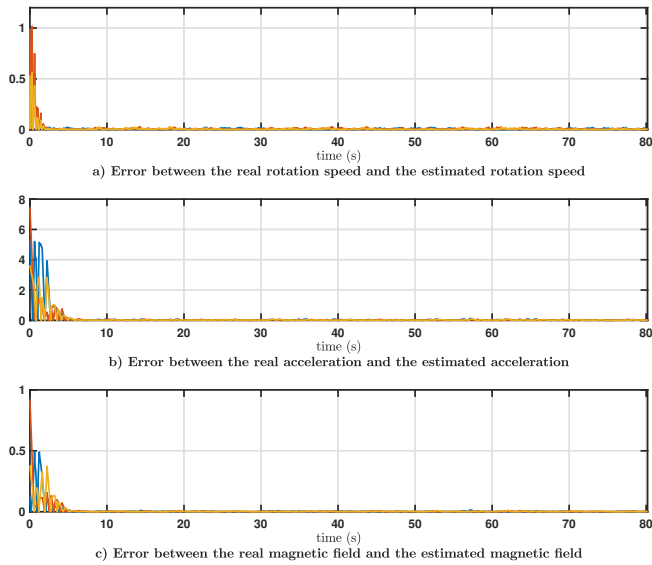 1
0.5
0
0 10 20 30 40 50 60 70 80
time (s)
a) Error between the real rotation speed and the estimated rotation speed
8
6
4
2
0
0 10 20 30 40 50 60 70 80
time (s)
b) Error between the real acceleration and the estimated acceleration
1
0.5
0
0 10 20 30 40 50 60 70 80
time (s)
c) Error between the real magnetic field and the estimated magnetic field